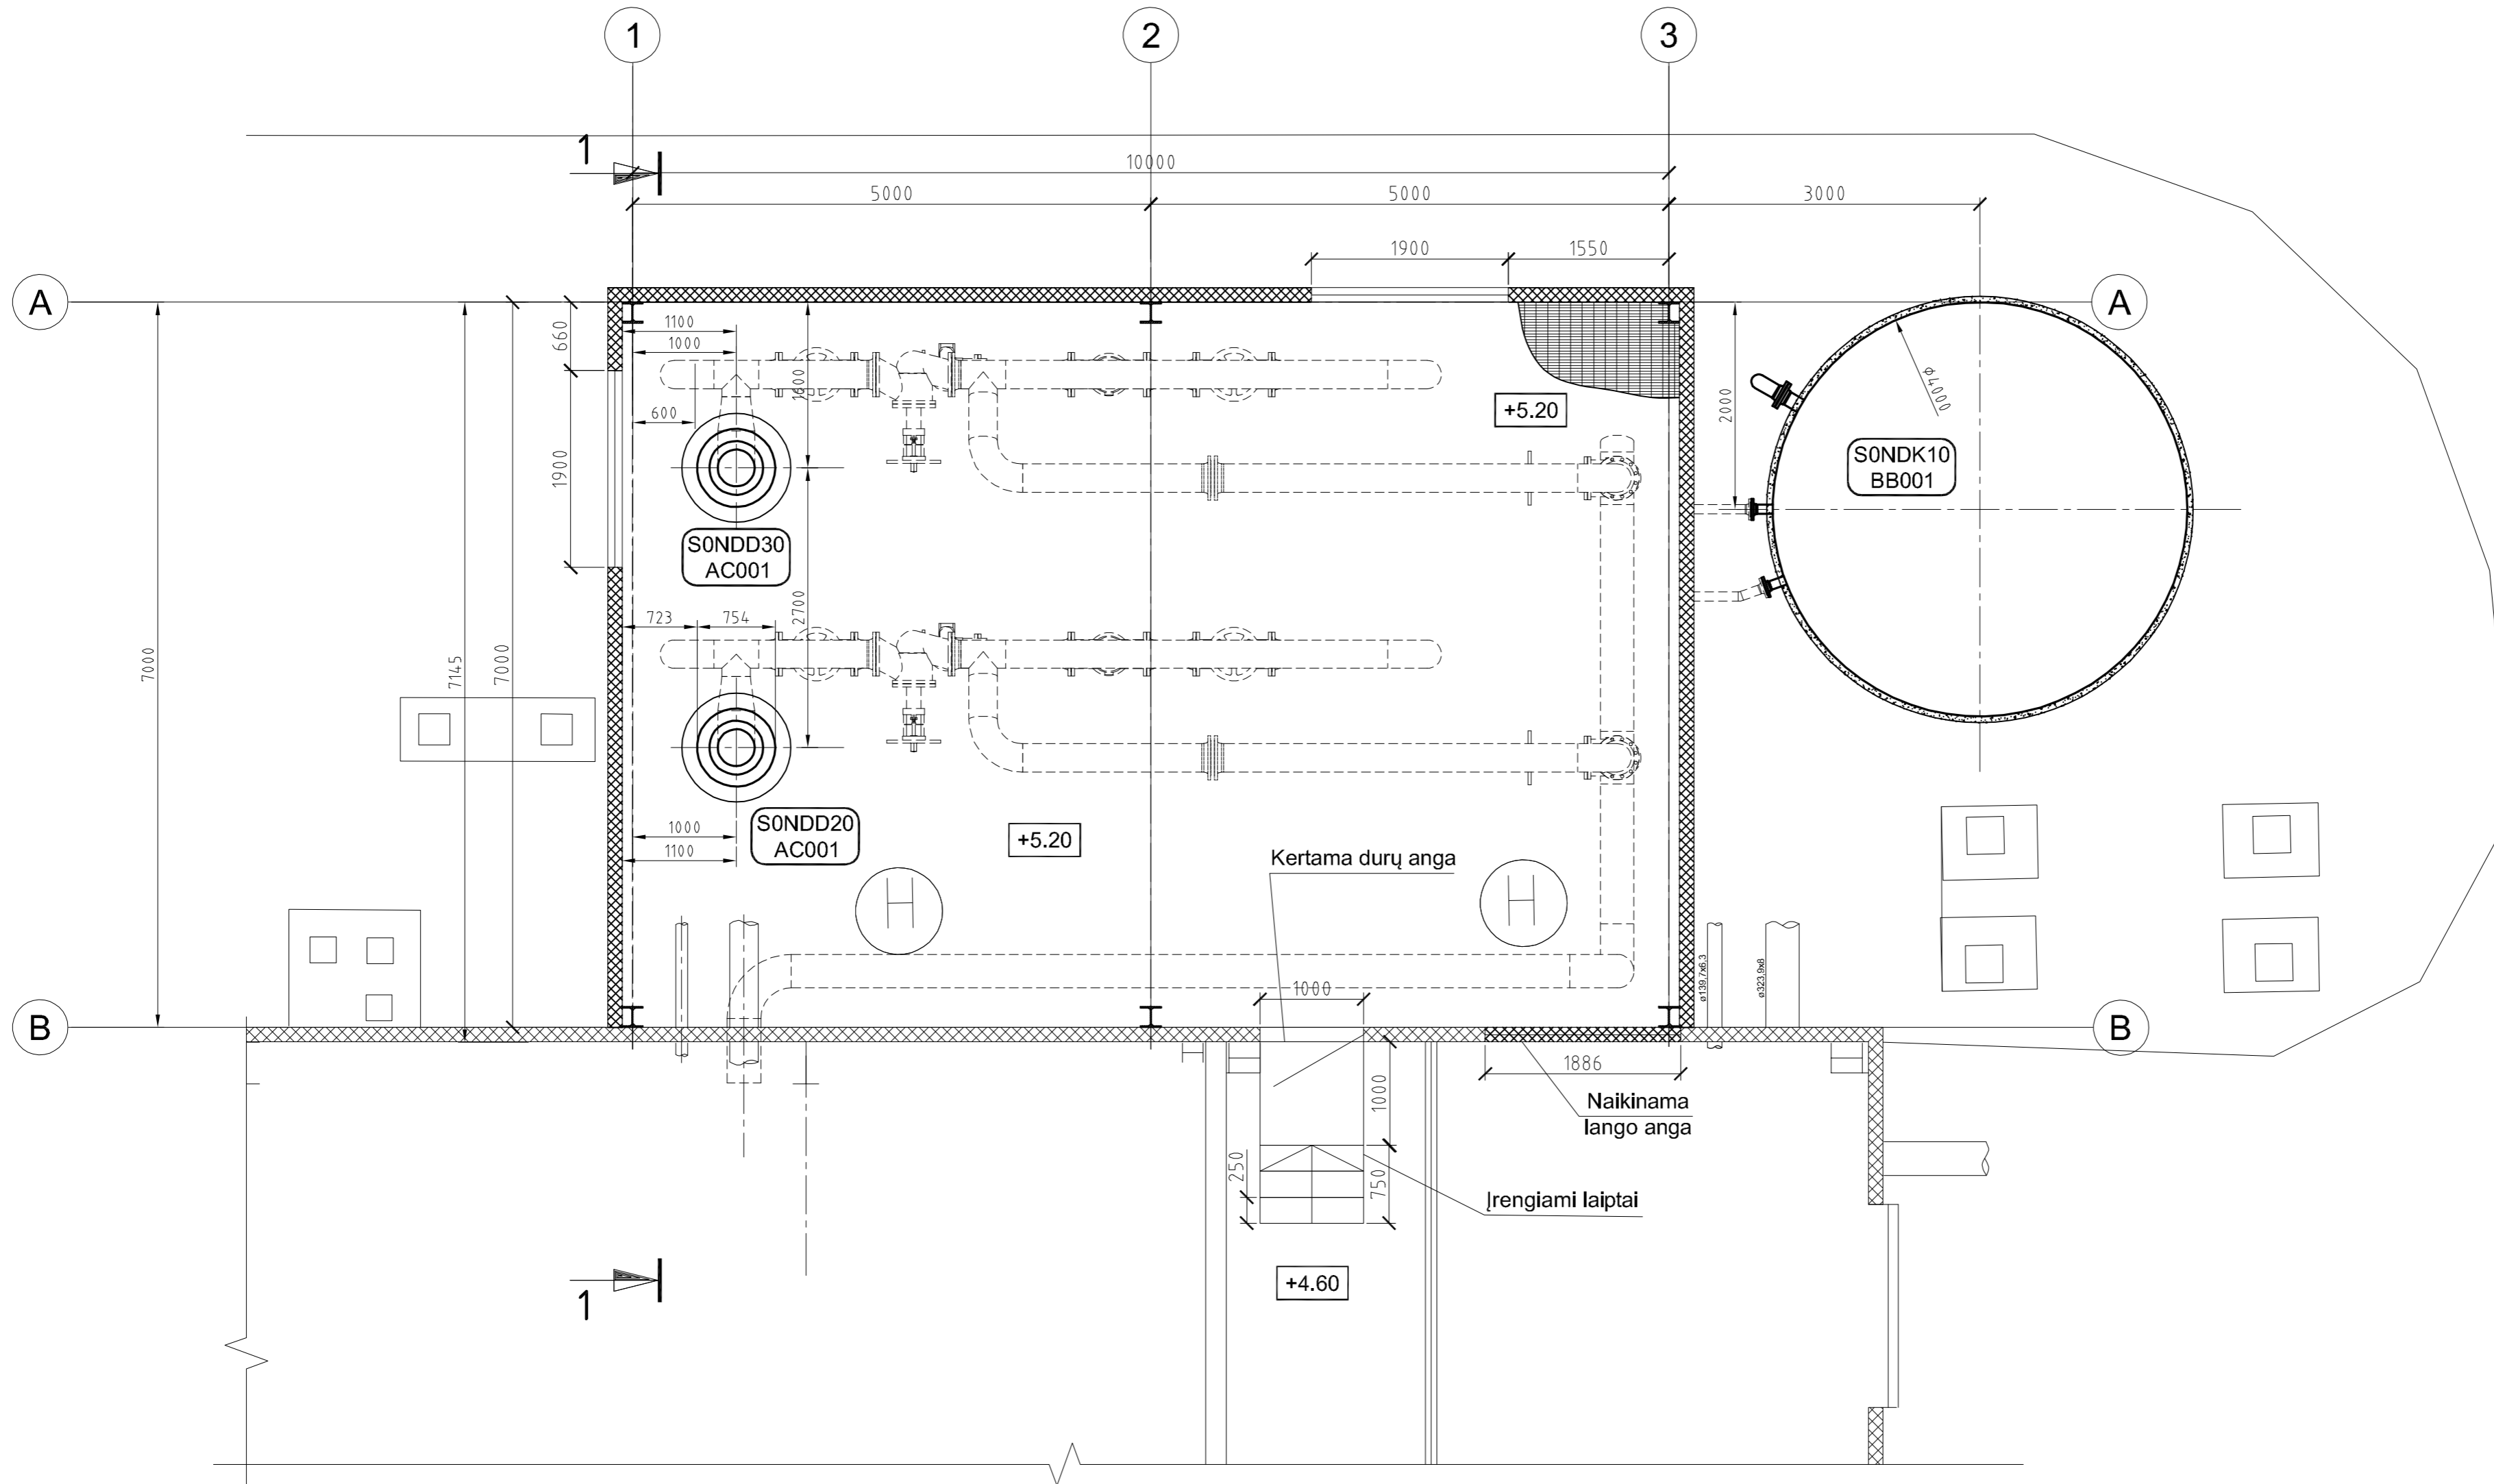 1
2
3
1
10000
5000
5000
3000
1900
1550
A
A
660
1100
1000
1600
600
+5.20
2000
ø4000
S0NDK10
BB001
1900
S0NDD30
AC001
2700
723
754
7000
7145
7000
1000
1100
S0NDD20
AC001
+5.20
Kertama durų anga
H
H
ø139,7x6,3
ø323,9x8
1000
B
B
1886
1000
Naikinama
lango anga
250
750
Įrengiami laiptai
+4.60
1